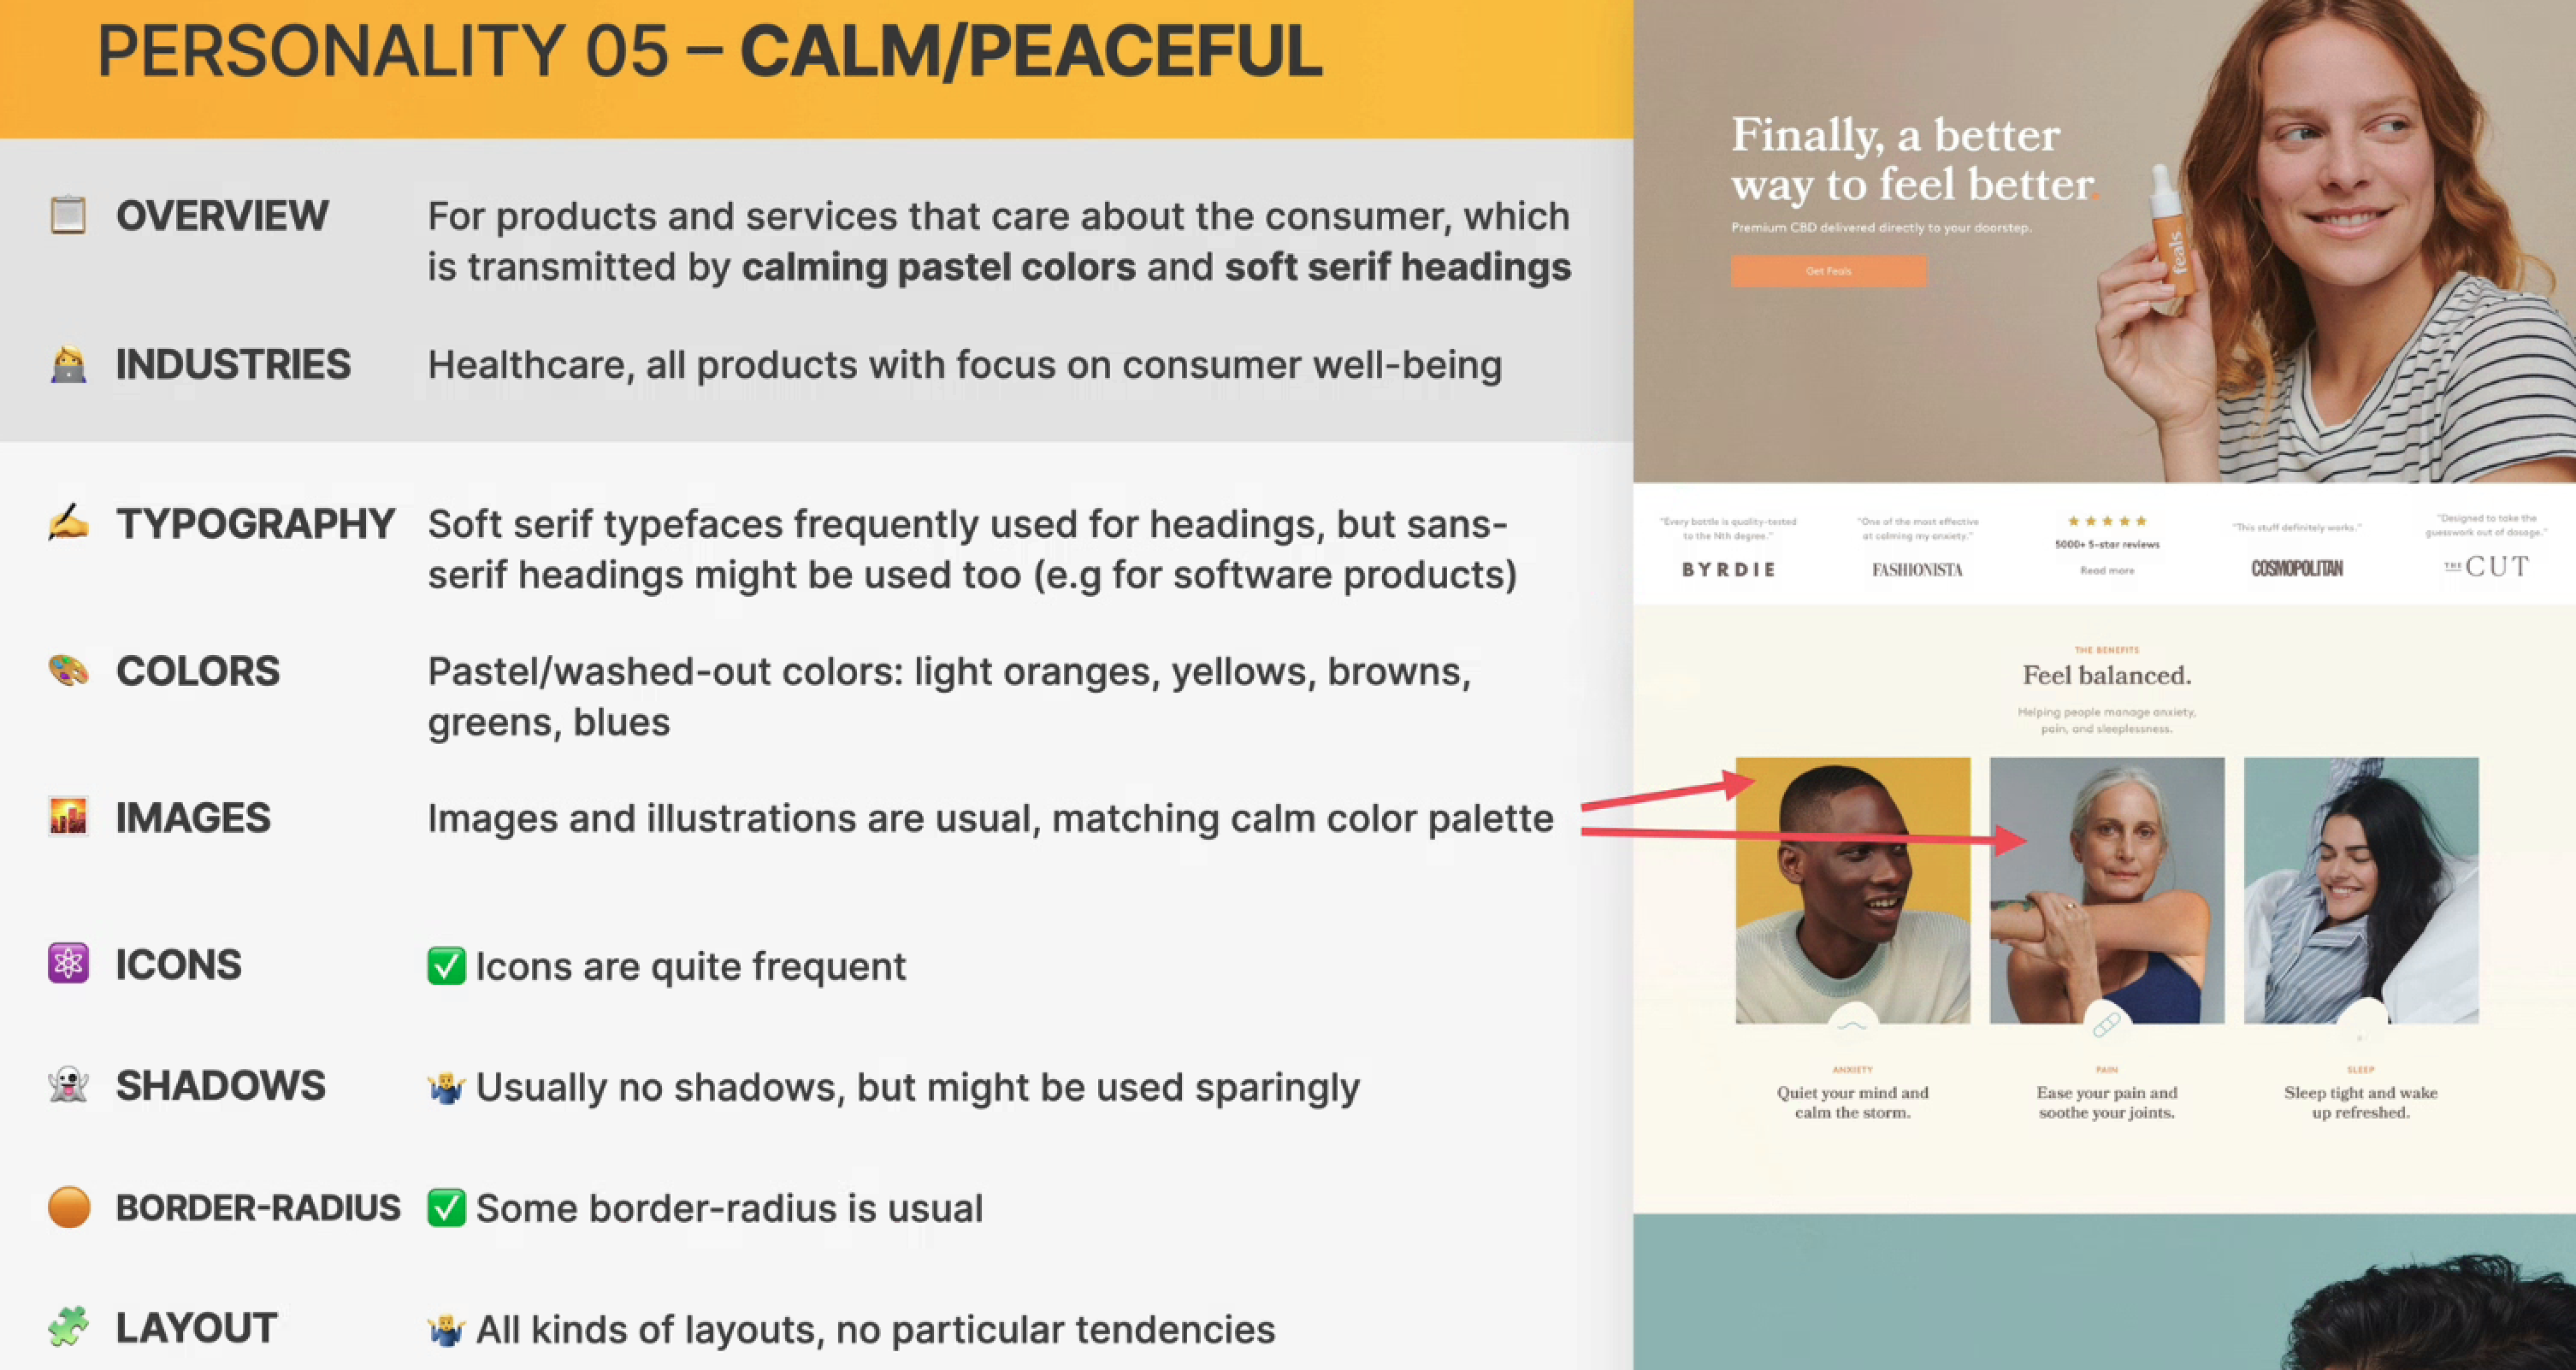 PERSONALITY 05 – CALM/PEACEFUL
OVERVIEW
For products and services that care about the consumer, which
is transmitted by calming pastel colors and soft serif headings
INDUSTRIES
Healthcare, all products with focus on consumer well-being
TYPOGRAPHY
Soft serif typefaces frequently used for headings, but sans-
serif headings might be used too (e.g for software products)
COLORS
Pastel/washed-out colors: light oranges, yellows, browns,
greens, blues
IMAGES
Images and illustrations are usual, matching calm color palette
ICONS
✅ Icons are quite frequent
SHADOWS
🤷‍♂️ Usually no shadows, but might be used sparingly
BORDER-RADIUS
✅ Some border-radius is usual
LAYOUT
🤷‍♂️ All kinds of layouts, no particular tendencies
Finally, a better
way to feel better.
Premium CBD delivered directly to your doorstep.
Get Feals
feals
"Every bottle is quality-tested
to the Nth degree."
BYRDIE
"One of the most effective
at calming my anxiety."
FASHIONISTA
★★★★★
5000+ 5-star reviews
Read more
"This stuff definitely works."
COSMOPOLITAN
"Designed to take the
guesswork out of dosage."
THE CUT
THE BENEFITS
Feel balanced.
Helping people manage anxiety,
pain, and sleeplessness.
ANXIETY
Quiet your mind and
calm the storm.
PAIN
Ease your pain and
soothe your joints.
SLEEP
Sleep tight and wake
up refreshed.